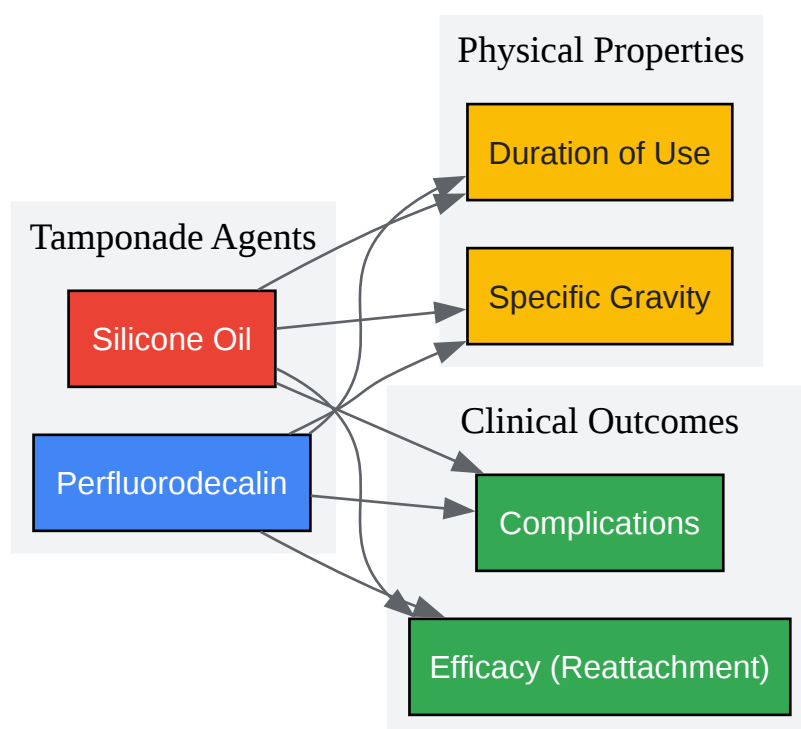 Physical Properties
Duration of Use
Specific Gravity
Tamponade Agents
Silicone Oil
Perfluorodecalin
Clinical Outcomes
Complications
Efficacy (Reattachment)